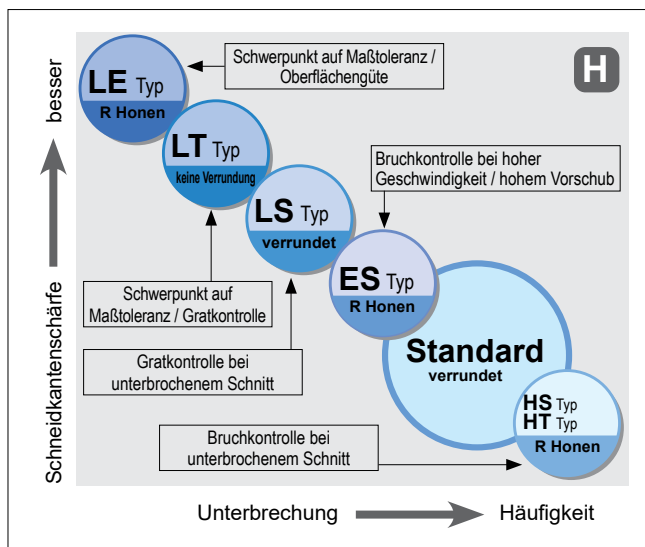 Schwerpunkt auf Maßtoleranz /
Oberflächengüte
H
LE Typ
R Honen
LT Typ
keine Verrundung
Bruchkontrolle bei hoher
Geschwindigkeit / hohem Vorschub
LS Typ
verrundet
ES Typ
R Honen
Schwerpunkt auf
Maßtoleranz / Gratkontrolle
Gratkontrolle bei
unterbrochenem Schnitt
Standard
verrundet
HS Typ
HT Typ
R Honen
Bruchkontrolle bei
unterbrochenem Schnitt
Schneidkantenschärfe
besser
Unterbrechung
Häufigkeit